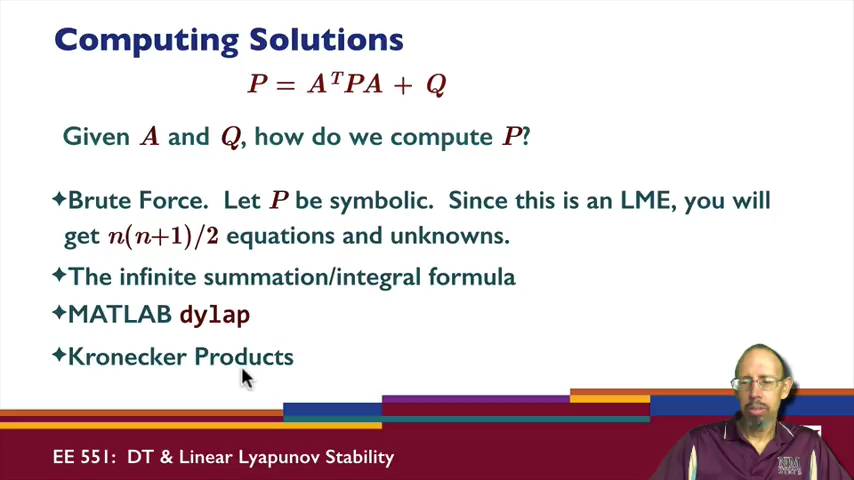 Computing Solutions
P = AᵀPA + Q
Given A and Q, how do we compute P?
✦Brute Force. Let P be symbolic. Since this is an LME, you will
get n(n+1)/2 equations and unknowns.
✦The infinite summation/integral formula
✦MATLAB dylap
✦Kronecker Products
EE 551: DT & Linear Lyapunov Stability